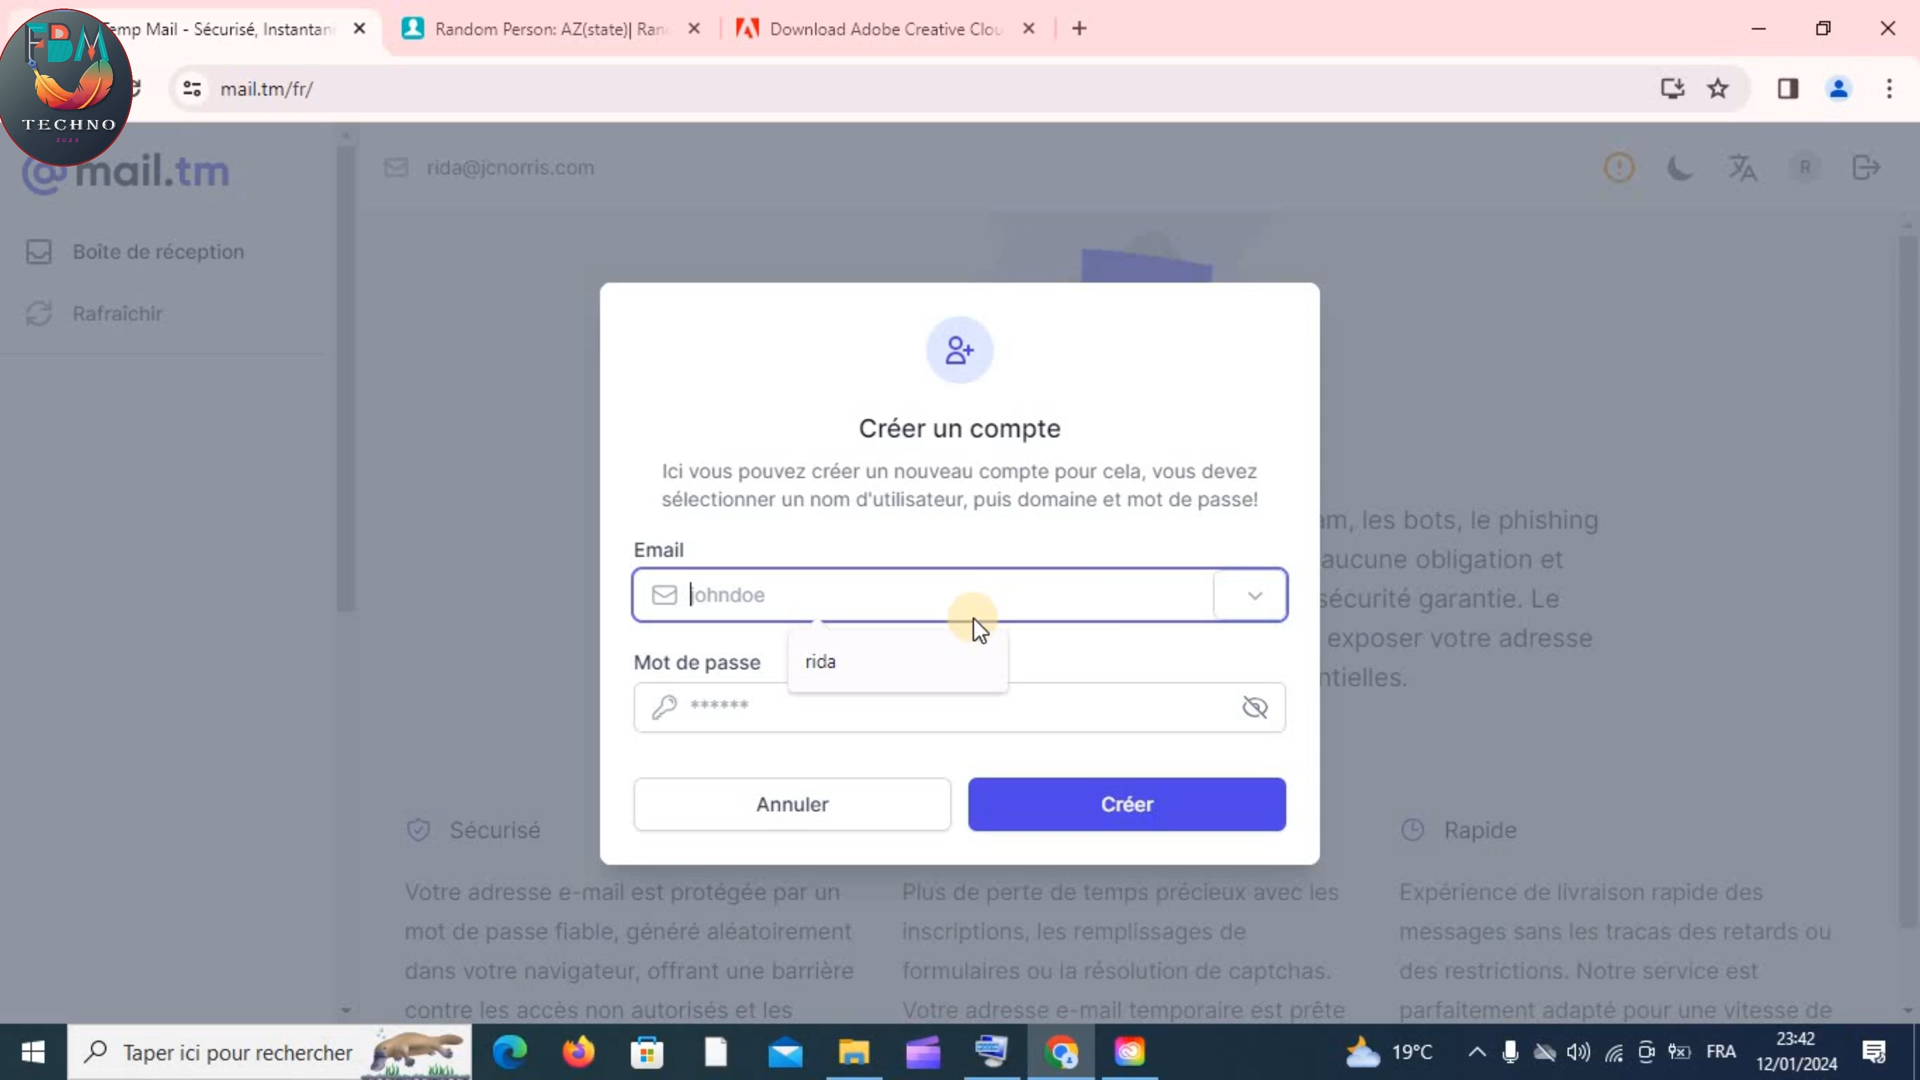 FBM
TECHNO
2023
Temp Mail - Sécurisé, Instantan
Random Person: AZ(state)| Ran
Download Adobe Creative Clou
mail.tm/fr/
@mail.tm
rida@jcnorris.com
R
Boîte de réception
Rafraîchir
Créer un compte
Ici vous pouvez créer un nouveau compte pour cela, vous devez
sélectionner un nom d'utilisateur, puis domaine et mot de passe!
Email
johndoe
rida
Mot de passe
******
Annuler
Créer
am, les bots, le phishing
aucune obligation et
sécurité garantie. Le
exposer votre adresse
ntielles.
Sécurisé
Votre adresse e-mail est protégée par un
mot de passe fiable, généré aléatoirement
dans votre navigateur, offrant une barrière
contre les accès non autorisés et les
Plus de perte de temps précieux avec les
inscriptions, les remplissages de
formulaires ou la résolution de captchas.
Votre adresse e-mail temporaire est prête
Rapide
Expérience de livraison rapide des
messages sans les tracas des retards ou
des restrictions. Notre service est
parfaitement adapté pour une vitesse de
Taper ici pour rechercher
19°C
FRA
23:42
12/01/2024